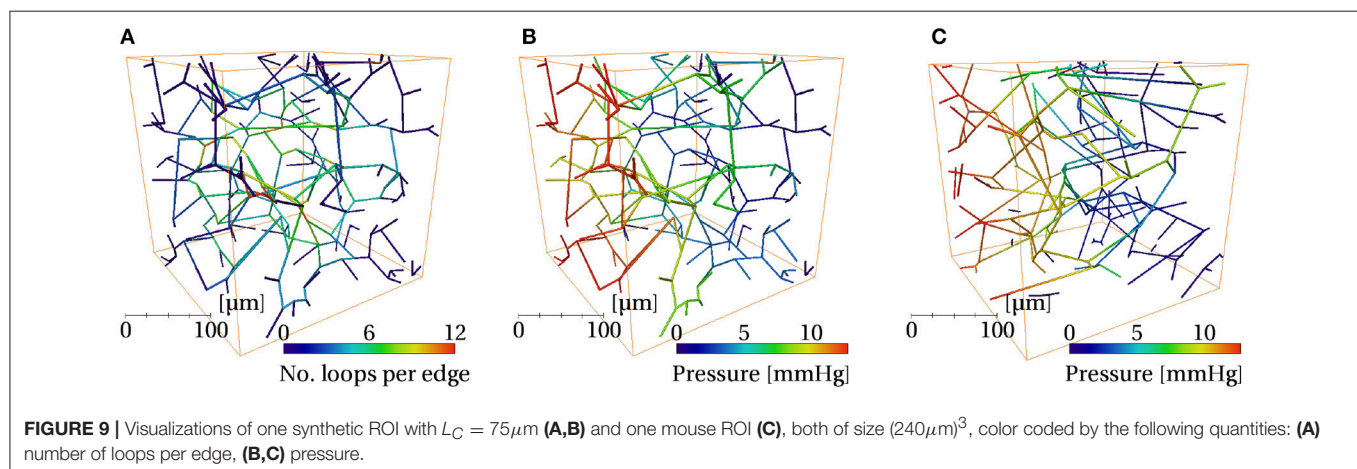 A
B
C
[μm]
0 100
0 6 12
No. loops per edge
[μm]
0 100
0 5 10
Pressure [mmHg]
[μm]
0 100
0 5 10
Pressure [mmHg]
FIGURE 9 | Visualizations of one synthetic ROI with L_C = 75μm (A,B) and one mouse ROI (C), both of size (240μm)³, color coded by the following quantities: (A)
number of loops per edge, (B,C) pressure.